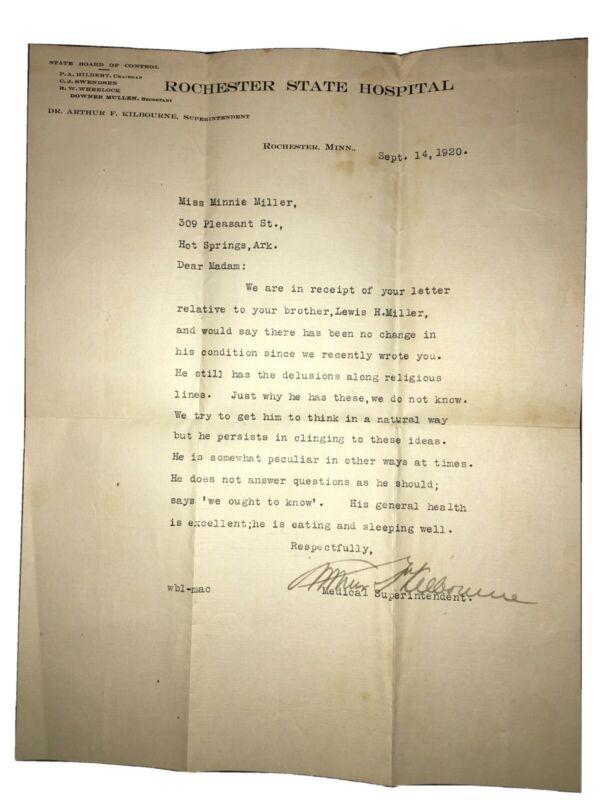 STATE BOARD OF CONTROL
P. A. HILBERT, CHAIRMAN
C. J. SWENDSEN
R. W. WHEELOCK
DOWNER MULLEN, SECRETARY
DR. ARTHUR F. KILBOURNE, SUPERINTENDENT
ROCHESTER STATE HOSPITAL
ROCHESTER, MINN.,
Sept. 14,1920.
Miss Minnie Miller,
309 Pleasant St.,
Hot Springs,Ark.
Dear Madam:
We are in receipt of your letter
relative to your brother,Lewis H.Miller,
and would say there has been no change in
his condition since we recently wrote you.
He still has the delusions along religious
lines. Just why he has these,we do not know.
We try to get him to think in a natural way
but he persists in clinging to these ideas.
He is somewhat peculiar in other ways at times.
He does not answer questions as he should;
says 'we ought to know'. His general health
is excellent;he is eating and sleeping well.
Respectfully,
Arthur F Kilbourne
wbl-mac
Medical Superintendent.